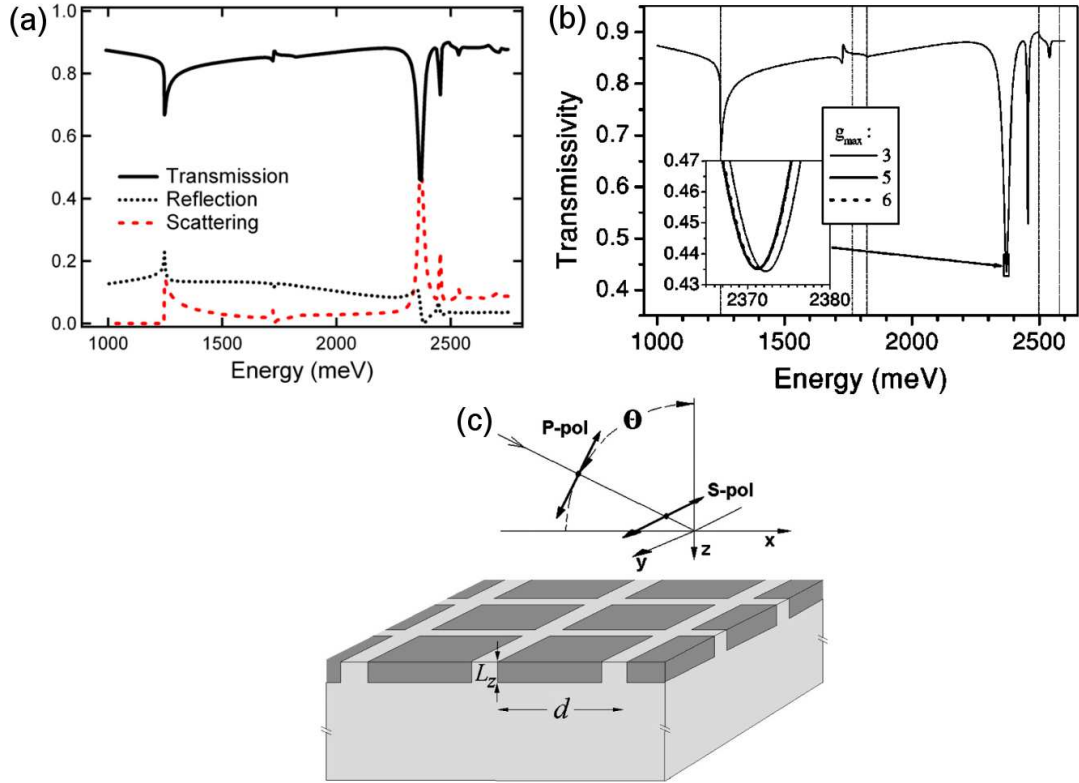 (a)
1.0
0.8
0.6
0.4
0.2
0.0
Transmission
Reflection
Scattering
1000 1500 2000 2500
Energy (meV)
(b)
Transmissivity
0.9
0.8
0.7
0.6
0.5
0.4
g_max :
3
5
6
0.47
0.46
0.45
0.44
0.43
2370 2380
1000 1500 2000 2500
Energy (meV)
(c)
Θ
P-pol
S-pol
x
y
z
L_z
d